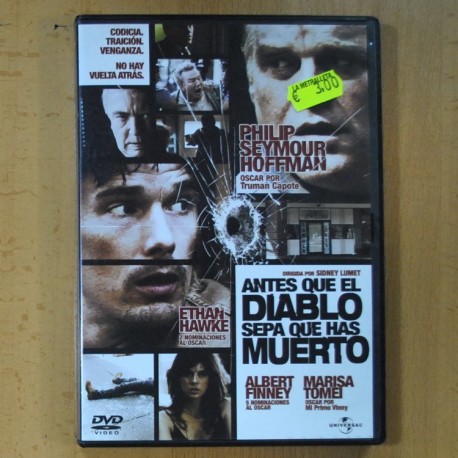 CODICIA.
TRAICIÓN.
VENGANZA.
NO HAY
VUELTA ATRÁS.
LA METRALLETA
€ 3,00
PHILIP
SEYMOUR
HOFFMAN
OSCAR POR
Truman Capote
ETHAN
HAWKE
2 NOMINACIONES
AL OSCAR
DIRIGIDA POR SIDNEY LUMET
ANTES QUE EL
DIABLO
SEPA QUE HAS
MUERTO
ALBERT
FINNEY
5 NOMINACIONES
AL OSCAR
MARISA
TOMEI
OSCAR POR
Mi Primo Vinny
DVD
VIDEO
UNIVERSAL